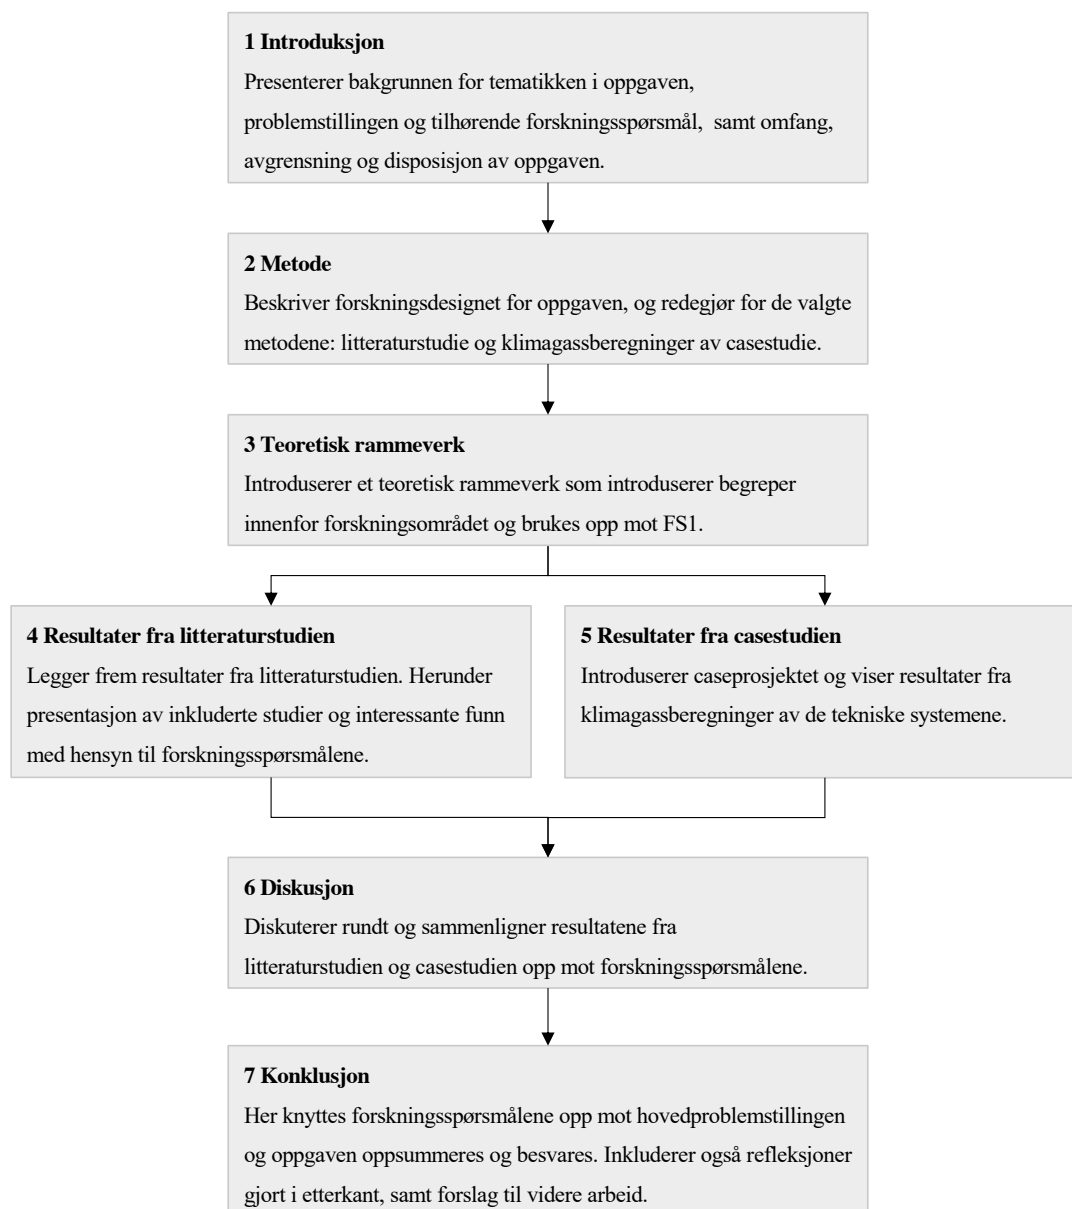 1 Introduksjon
Presenterer bakgrunnen for tematikken i oppgaven,
problemstillingen og tilhørende forskningsspørsmål, samt omfang,
avgrensning og disposisjon av oppgaven.
2 Metode
Beskriver forskningsdesignet for oppgaven, og redegjør for de valgte
metodene: litteraturstudie og klimagassberegninger av casestudie.
3 Teoretisk rammeverk
Introduserer et teoretisk rammeverk som introduserer begreper
innenfor forskningsområdet og brukes opp mot FS1.
4 Resultater fra litteraturstudien
Legger frem resultater fra litteraturstudien. Herunder
presentasjon av inkluderte studier og interessante funn
med hensyn til forskningsspørsmålene.
5 Resultater fra casestudien
Introduserer caseprosjektet og viser resultater fra
klimagassberegninger av de tekniske systemene.
6 Diskusjon
Diskuterer rundt og sammenligner resultatene fra
litteraturstudien og casestudien opp mot forskningsspørsmålene.
7 Konklusjon
Her knyttes forskningsspørsmålene opp mot hovedproblemstillingen
og oppgaven oppsummeres og besvares. Inkluderer også refleksjoner
gjort i etterkant, samt forslag til videre arbeid.